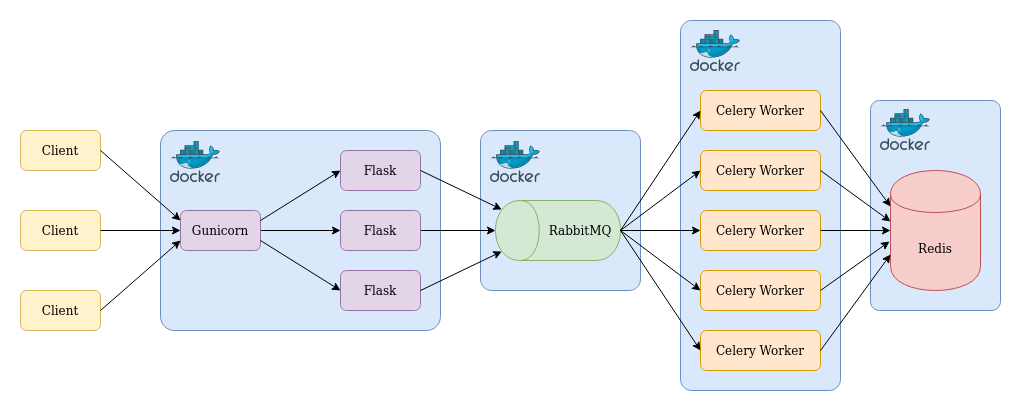 Client
Client
Client
docker
Gunicorn
Flask
Flask
Flask
docker
RabbitMQ
docker
Celery Worker
Celery Worker
Celery Worker
Celery Worker
Celery Worker
docker
Redis